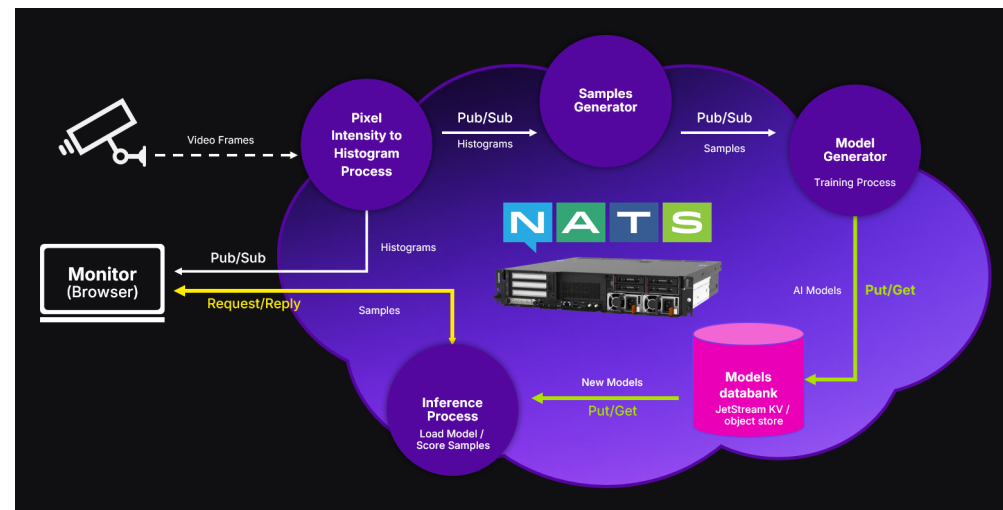 Video Frames
Pixel
Intensity to
Histogram
Process
Pub/Sub
Histograms
Samples
Generator
Pub/Sub
Samples
Model
Generator
Training Process
NATS
Monitor
(Browser)
Pub/Sub
Histograms
Request/Reply
Samples
AI Models
Put/Get
Models
databank
JetStream KV /
object store
New Models
Put/Get
Inference
Process
Load Model /
Score Samples